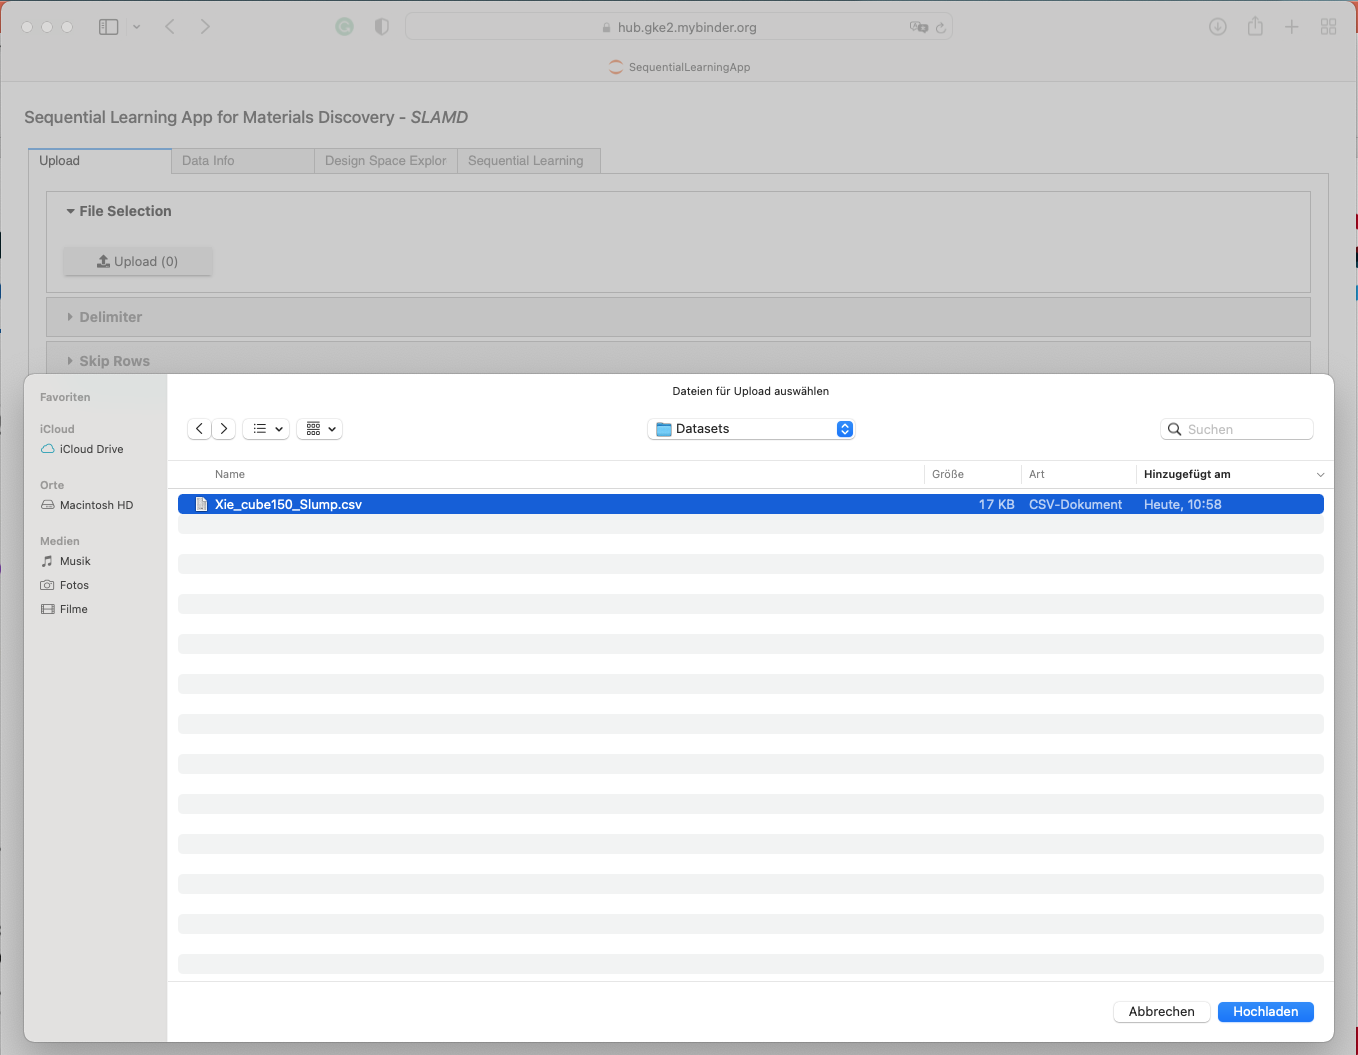 hub.gke2.mybinder.org
SequentialLearningApp
Sequential Learning App for Materials Discovery - SLAMD
Upload
Data Info
Design Space Explor
Sequential Learning
File Selection
Upload (0)
Delimiter
Skip Rows
Dateien für Upload auswählen
Favoriten
iCloud
iCloud Drive
Orte
Macintosh HD
Medien
Musik
Fotos
Filme
Datasets
Suchen
Name Größe Art Hinzugefügt am
Xie_cube150_Slump.csv 17 KB CSV-Dokument Heute, 10:58
Abbrechen
Hochladen